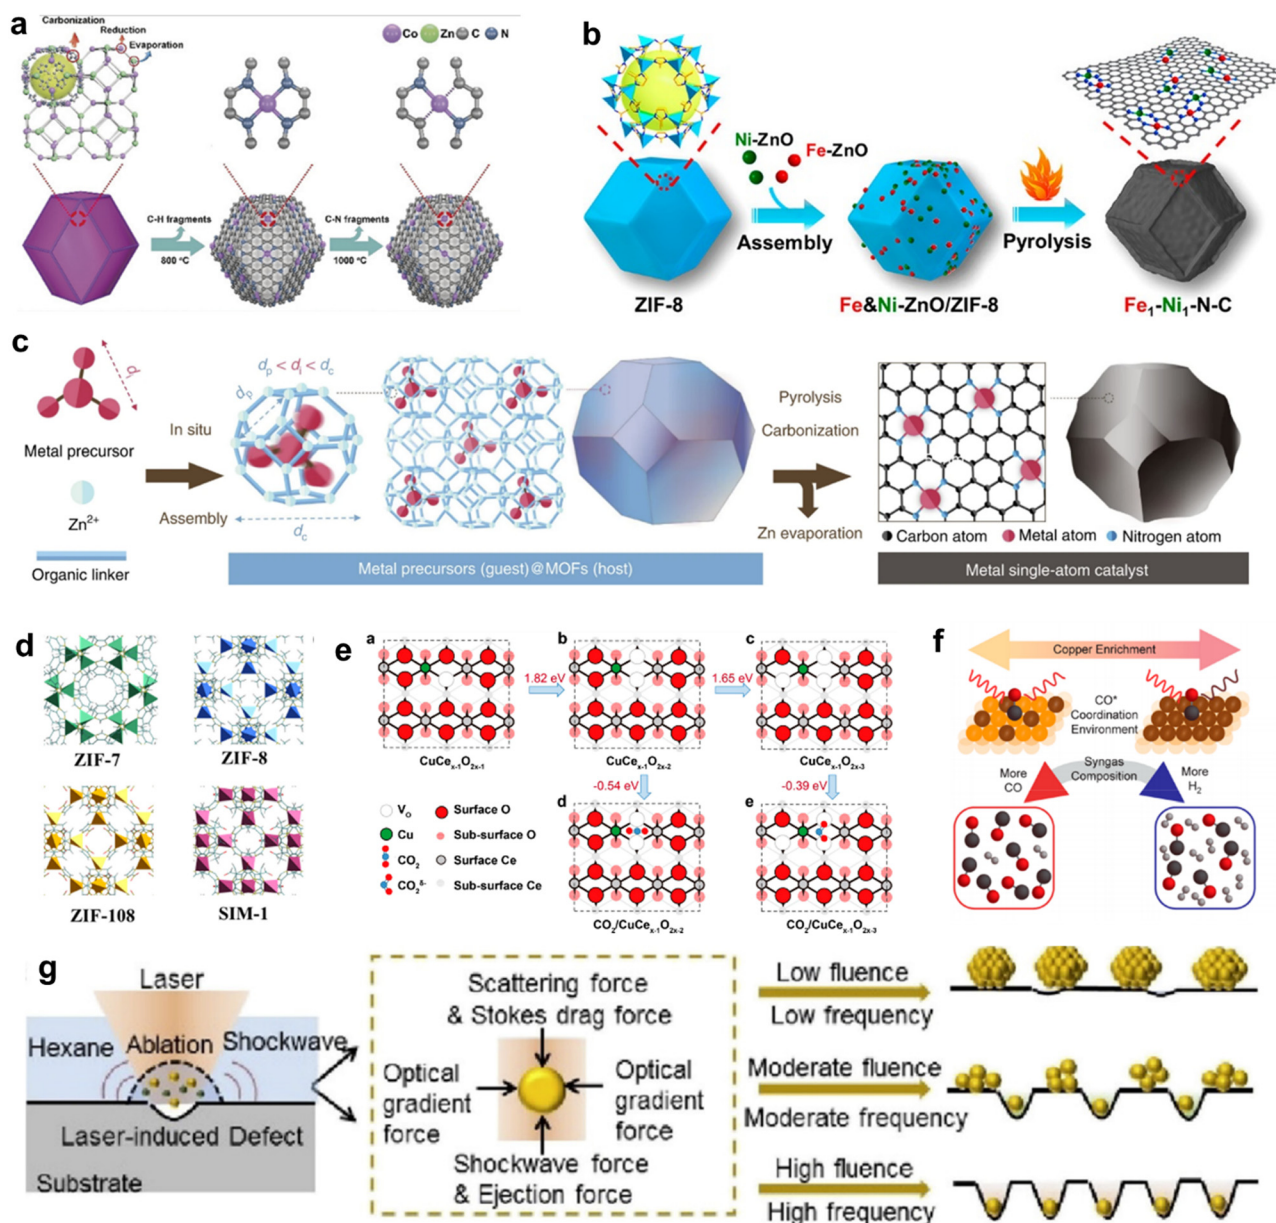 a
Carbonization
Reduction
Evaporation
Co Zn C N
C-H fragments
800 °C
C-N fragments
1000 °C
b
Ni-ZnO
Fe-ZnO
Assembly
Pyrolysis
ZIF-8
Fe&Ni-ZnO/ZIF-8
Fe₁-Ni₁-N-C
c
dᵢ
Metal precursor
Zn²⁺
Organic linker
In situ
Assembly
dₚ < dᵢ < d꜀
dₚ
d꜀
Metal precursors (guest)@MOFs (host)
Pyrolysis
Carbonization
Zn evaporation
Carbon atom Metal atom Nitrogen atom
Metal single-atom catalyst
d
ZIF-7
ZIF-8
ZIF-108
SIM-1
e
a
b
c
1.82 eV
1.65 eV
CuCeₓ₋₁O₂ₓ₋₁
CuCeₓ₋₁O₂ₓ₋₂
CuCeₓ₋₁O₂ₓ₋₃
-0.54 eV
-0.39 eV
d
e
V_O
Surface O
Cu
Sub-surface O
CO₂
Surface Ce
CO₂^δ-
Sub-surface Ce
CO₂/CuCeₓ₋₁O₂ₓ₋₂
CO₂/CuCeₓ₋₁O₂ₓ₋₃
f
Copper Enrichment
CO*
Coordination
Environment
More
CO
Syngas
Composition
More
H₂
g
Laser
Hexane
Ablation
Shockwave
Laser-induced Defect
Substrate
Scattering force
& Stokes drag force
Optical
gradient
force
Optical
gradient
force
Shockwave force
& Ejection force
Low fluence
Low frequency
Moderate fluence
Moderate frequency
High fluence
High frequency